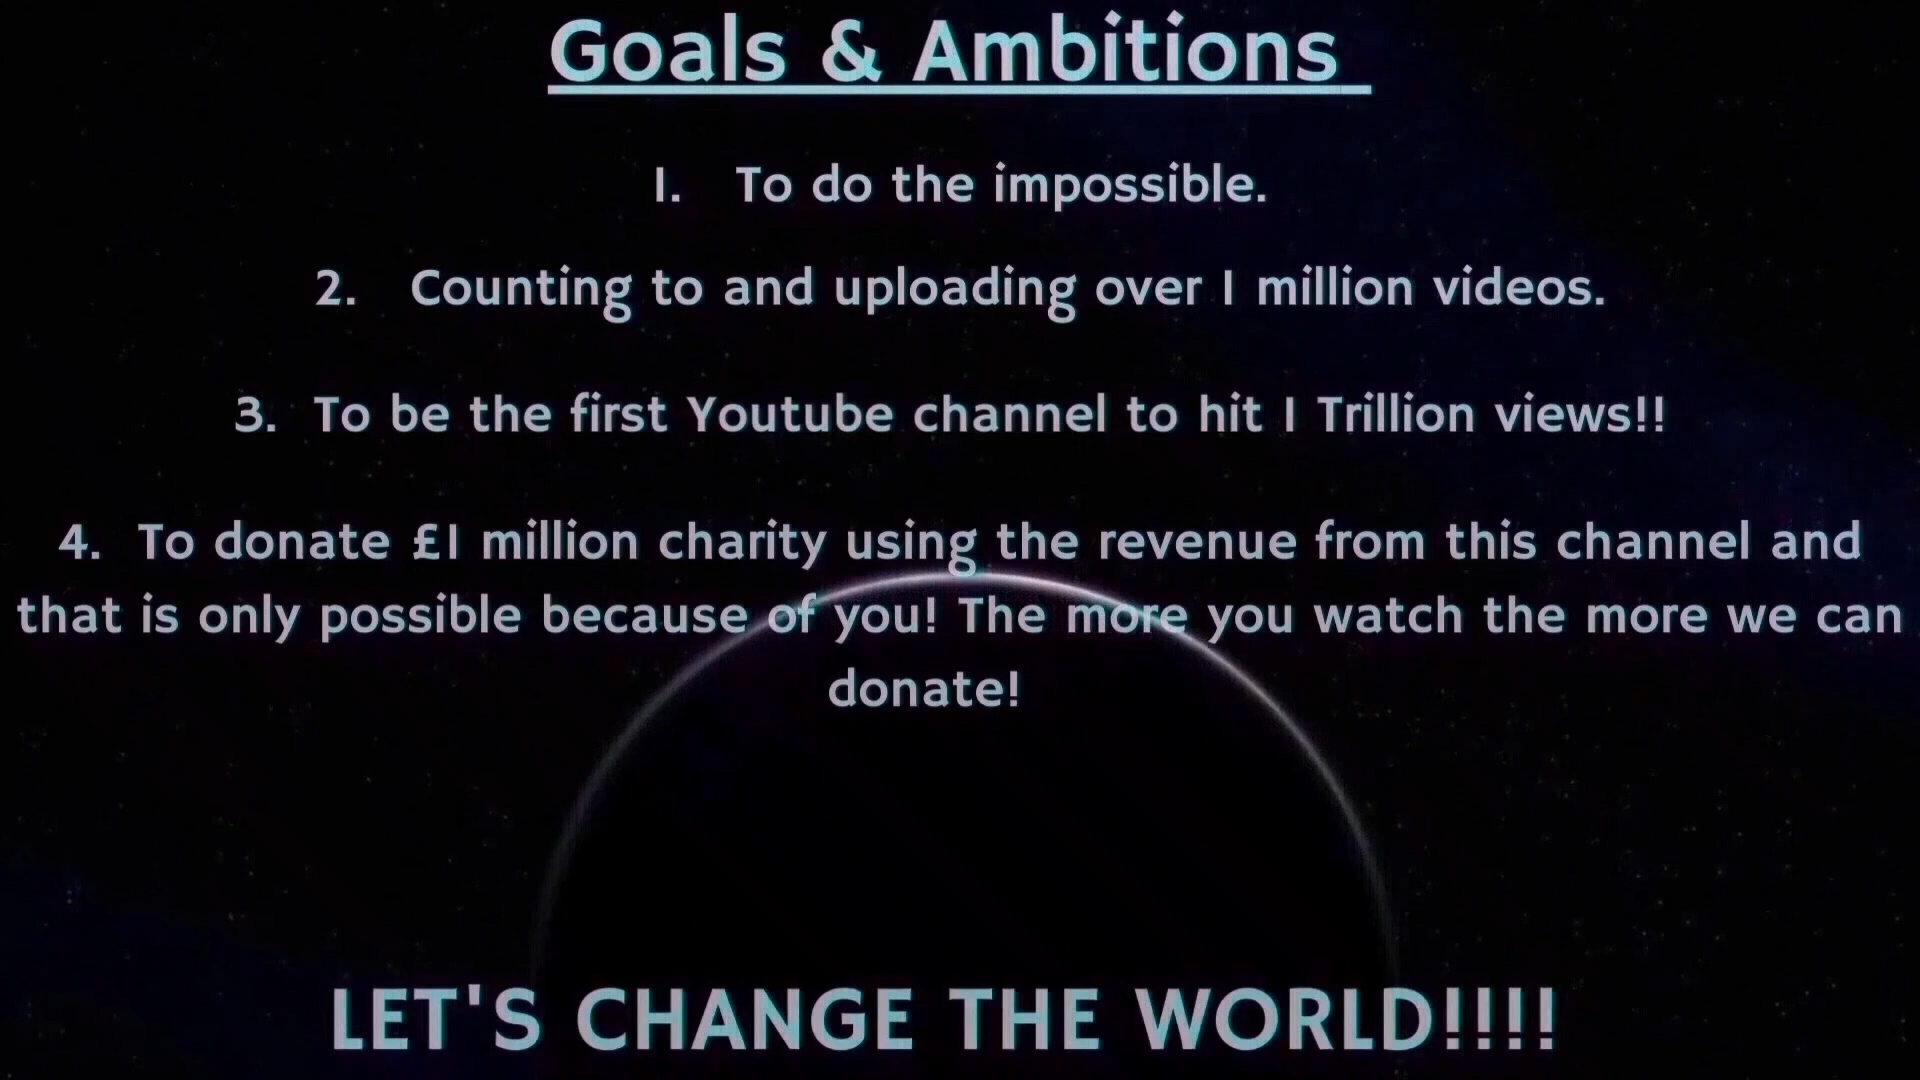 Goals & Ambitions
1. To do the impossible.
2. Counting to and uploading over 1 million videos.
3. To be the first Youtube channel to hit 1 Trillion views!!
4. To donate £1 million charity using the revenue from this channel and
that is only possible because of you! The more you watch the more we can
donate!
LET'S CHANGE THE WORLD!!!!